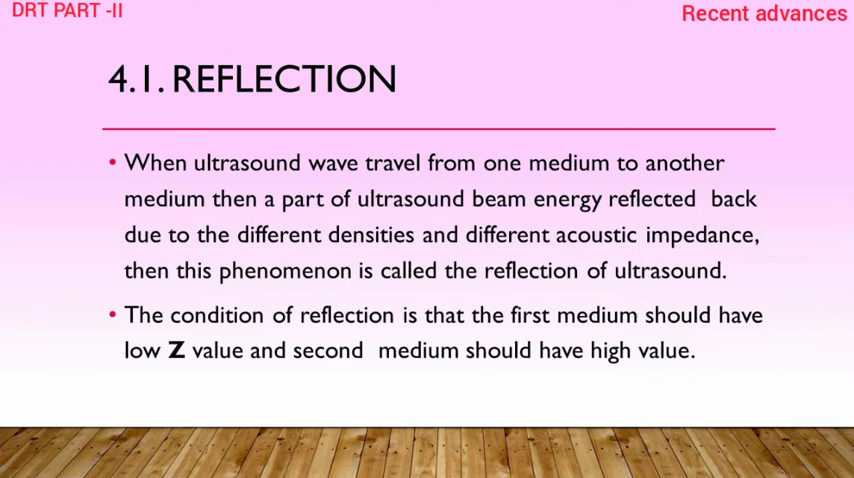 DRT PART -II
Recent advances
4.1. REFLECTION
• When ultrasound wave travel from one medium to another
medium then a part of ultrasound beam energy reflected back
due to the different densities and different acoustic impedance,
then this phenomenon is called the reflection of ultrasound.
• The condition of reflection is that the first medium should have
low Z value and second medium should have high value.